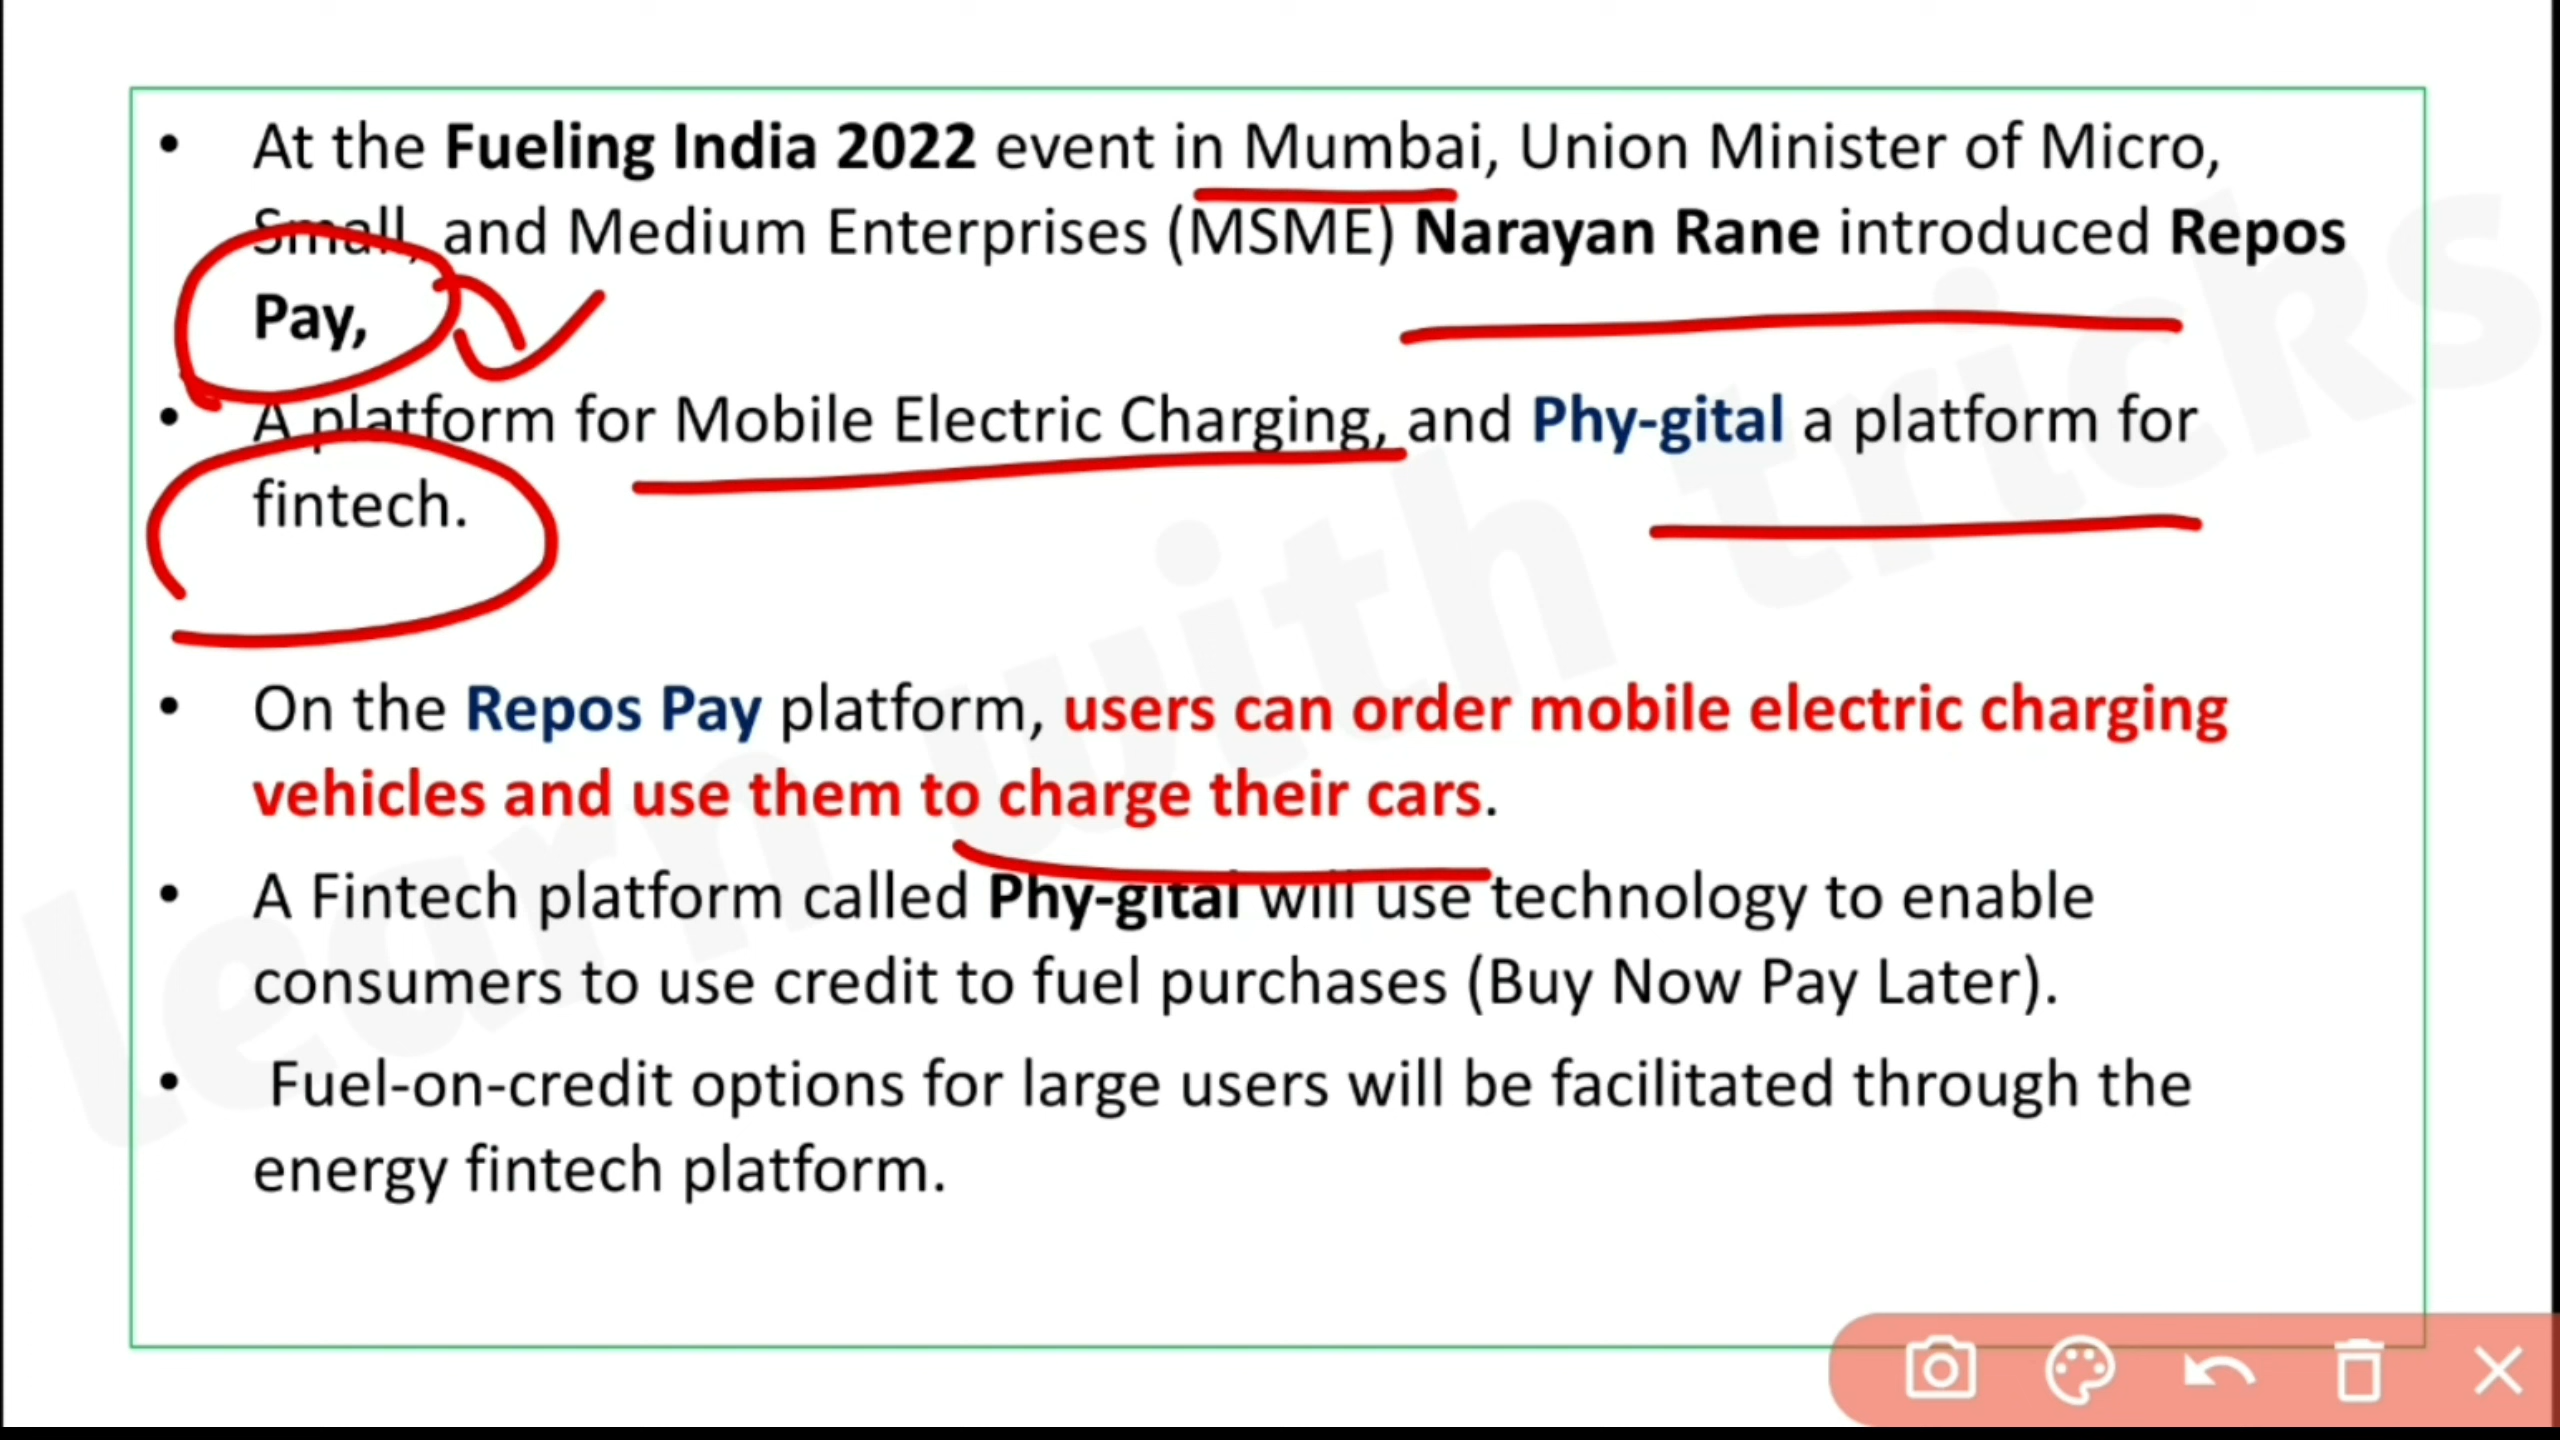 • At the Fueling India 2022 event in Mumbai, Union Minister of Micro,
Small, and Medium Enterprises (MSME) Narayan Rane introduced Repos
Pay,
• A platform for Mobile Electric Charging, and Phy-gital a platform for
fintech.
• On the Repos Pay platform, users can order mobile electric charging
vehicles and use them to charge their cars.
• A Fintech platform called Phy-gital will use technology to enable
consumers to use credit to fuel purchases (Buy Now Pay Later).
• Fuel-on-credit options for large users will be facilitated through the
energy fintech platform.
learn with tricks